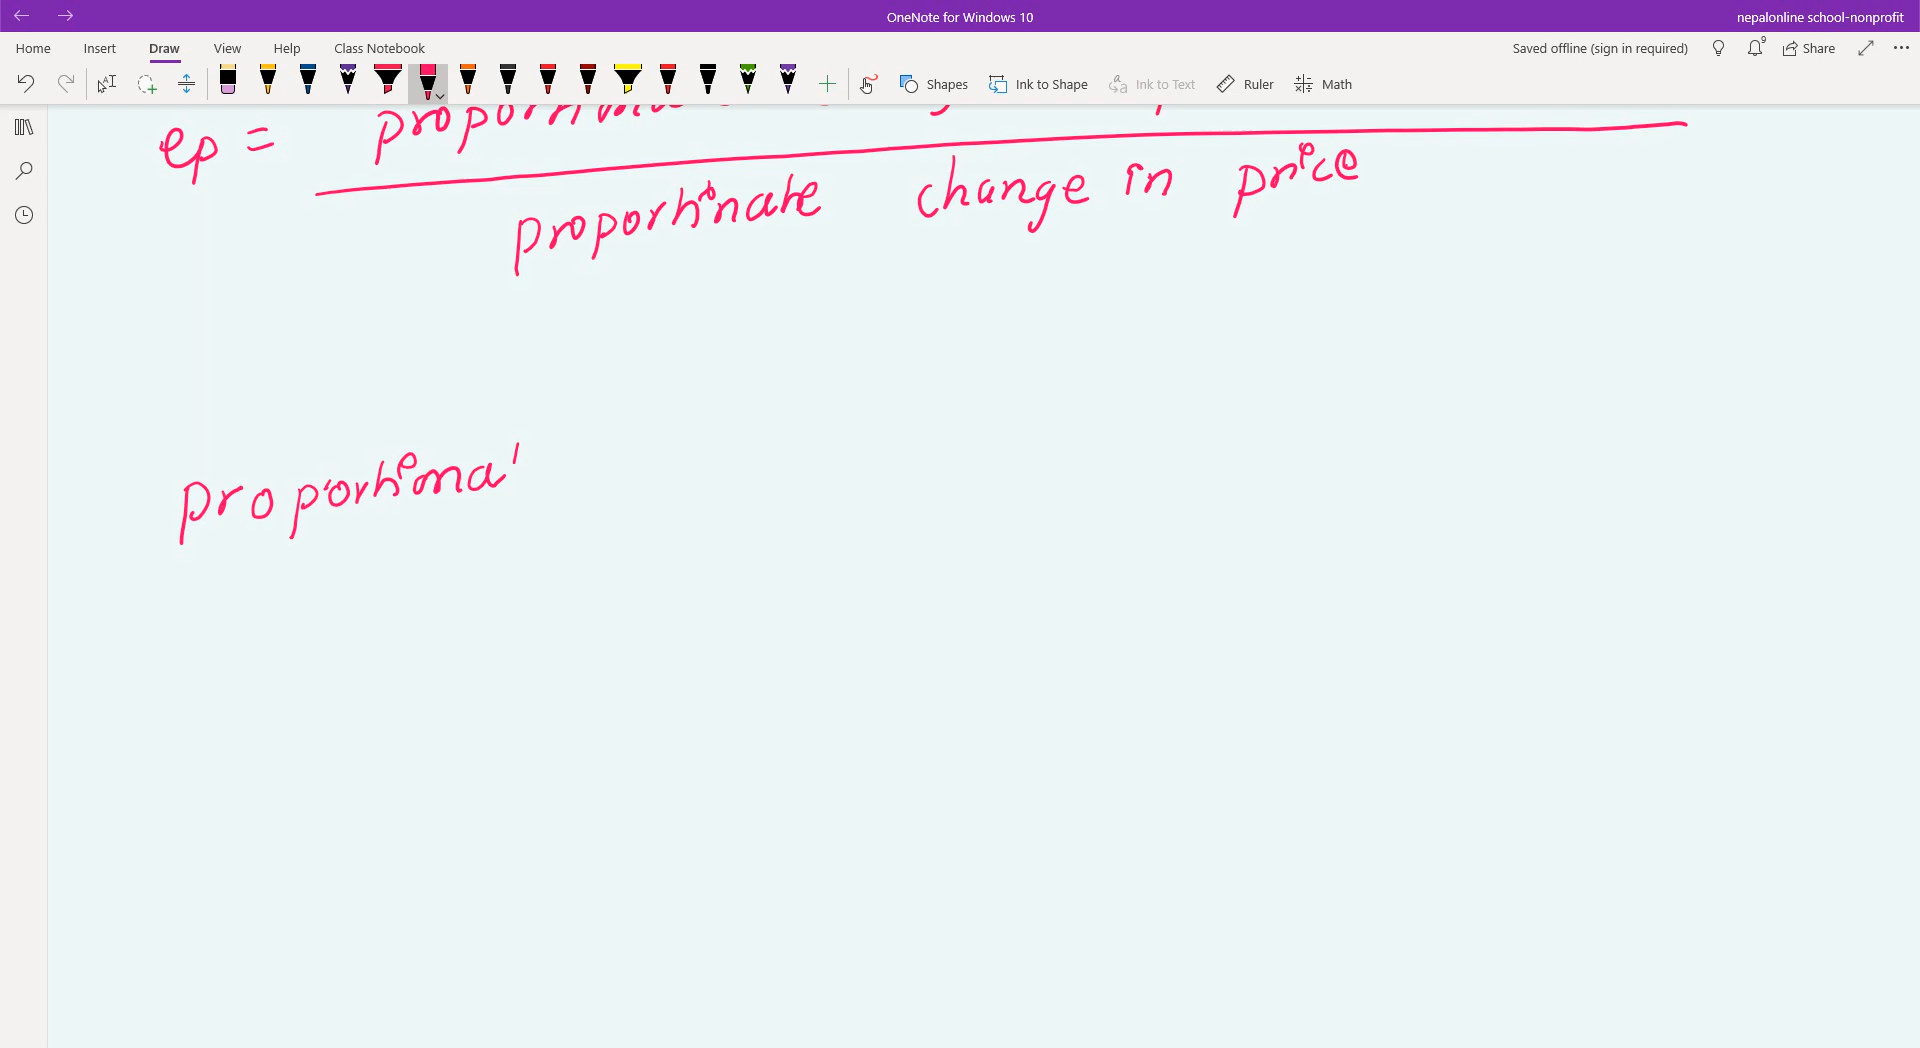 OneNote for Windows 10 nepalonline school-nonprofit
Home Insert Draw View Help Class Notebook Saved offline (sign in required) 9 Share
Shapes Ink to Shape Ink to Text Ruler Math
ep =
proportionate change in price
proportiona